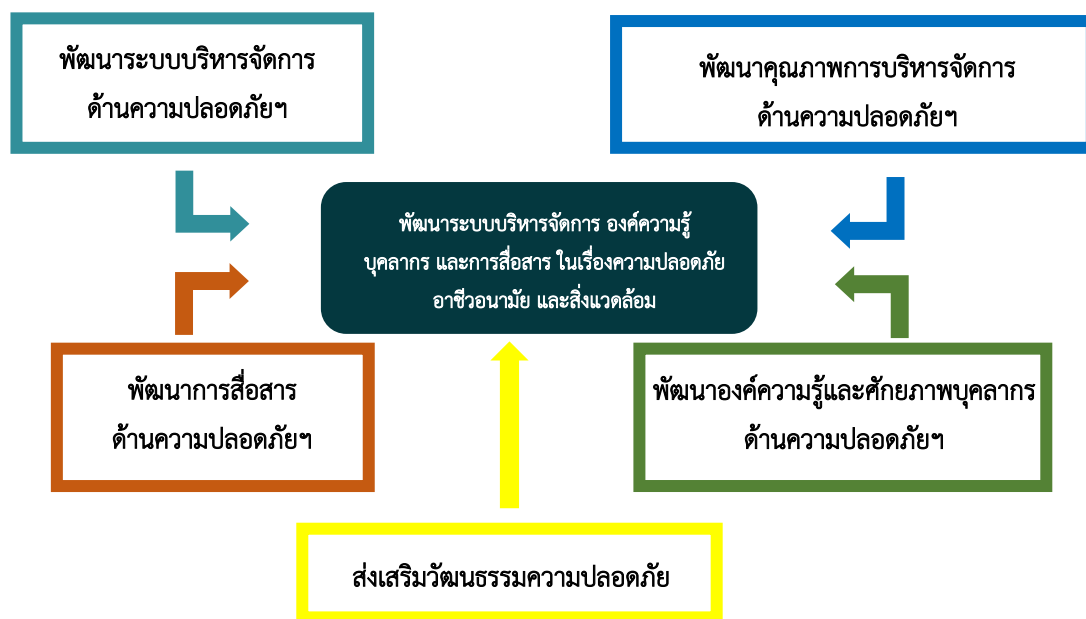 พัฒนาระบบบริหารจัดการ
ด้านความปลอดภัยฯ
พัฒนาคุณภาพการบริหารจัดการ
ด้านความปลอดภัยฯ
พัฒนาระบบบริหารจัดการ องค์ความรู้
บุคลากร และการสื่อสาร ในเรื่องความปลอดภัย
อาชีวอนามัย และสิ่งแวดล้อม
พัฒนาการสื่อสาร
ด้านความปลอดภัยฯ
พัฒนาองค์ความรู้และศักยภาพบุคลากร
ด้านความปลอดภัยฯ
ส่งเสริมวัฒนธรรมความปลอดภัย